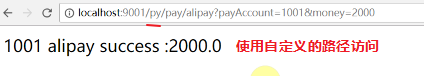 localhost:9001/py/pay/alipay?payAccount=1001&money=2000
1001 alipay success :2000.0 使用自定义的路径访问